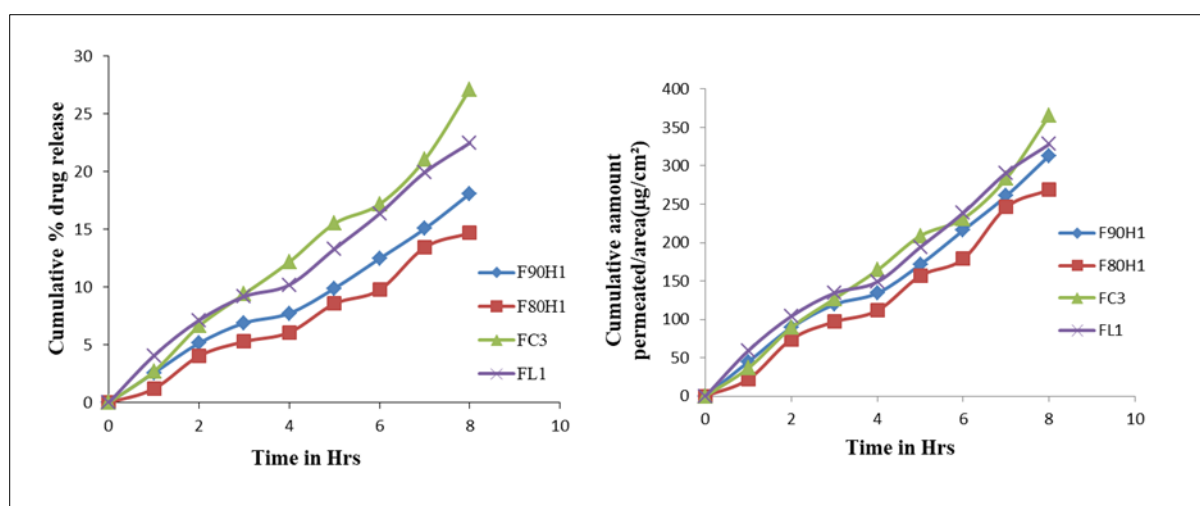 30
25
20
15
10
5
0
0 2 4 6 8 10
Cumulative % drug release
Time in Hrs
F90H1
F80H1
FC3
FL1
400
350
300
250
200
150
100
50
0
0 2 4 6 8 10
Cumulative aamount
permeated/area(µg/cm²)
Time in Hrs
F90H1
F80H1
FC3
FL1